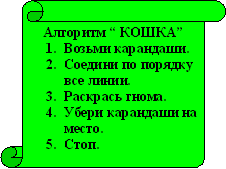 Алгоритм “ КОШКА”
1. Возьми карандаши.
2. Соедини по порядку
все линии.
3. Раскрась гнома.
4. Убери карандаши на
место.
5. Стоп.